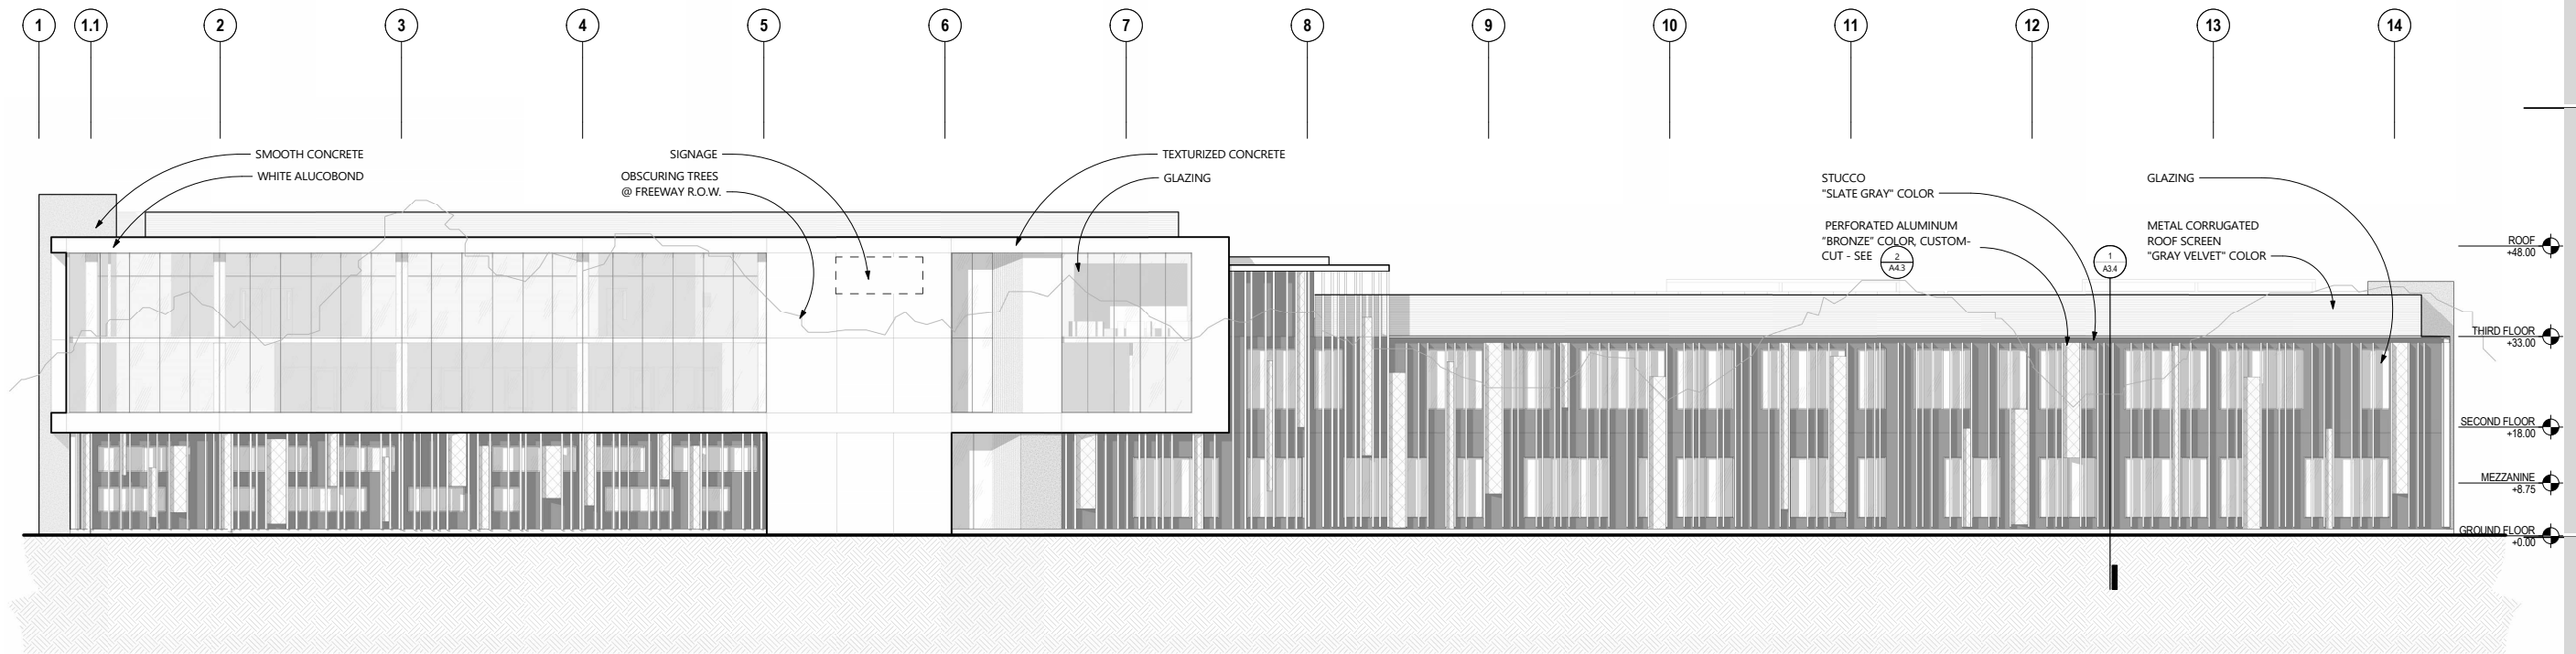 1 1.1 2 3 4 5 6 7 8 9 10 11 12 13 14
SMOOTH CONCRETE
WHITE ALUCOBOND
SIGNAGE
OBSCURING TREES
@ FREEWAY R.O.W.
TEXTURIZED CONCRETE
GLAZING
STUCCO
"SLATE GRAY" COLOR
PERFORATED ALUMINUM
"BRONZE" COLOR, CUSTOM-
CUT - SEE
2
A4.3
1
A3.4
GLAZING
METAL CORRUGATED
ROOF SCREEN
"GRAY VELVET" COLOR
ROOF
+48.00
THIRD FLOOR
+33.00
SECOND FLOOR
+18.00
MEZZANINE
+8.75
GROUND FLOOR
+0.00